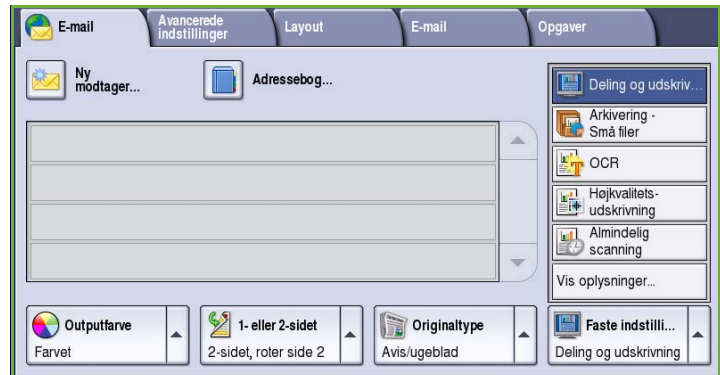 E-mail
Avancerede
indstillinger
Layout
E-mail
Opgaver
Ny
modtager...
Adressebog...
Deling og udskriv...
Arkivering -
Små filer
OCR
Højkvalitets-
udskrivning
Almindelig
scanning
Vis oplysninger...
Outputfarve
Farvet
1- eller 2-sidet
2-sidet, roter side 2
Originaltype
Avis/ugeblad
Faste indstilli...
Deling og udskrivning